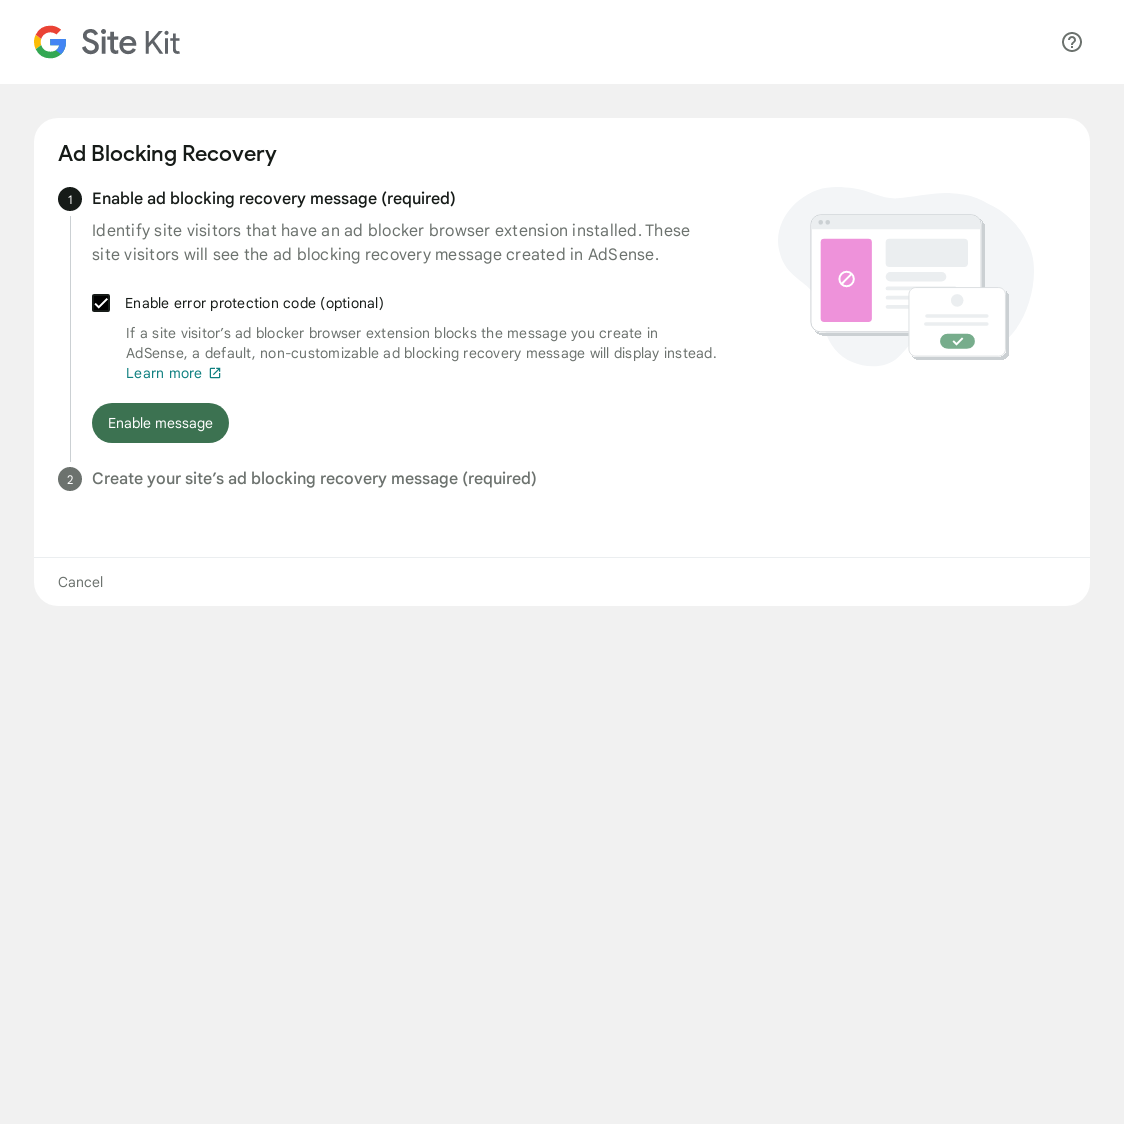 Site Kit
Ad Blocking Recovery
1
Enable ad blocking recovery message (required)
Identify site visitors that have an ad blocker browser extension installed. These
site visitors will see the ad blocking recovery message created in AdSense.
Enable error protection code (optional)
If a site visitor’s ad blocker browser extension blocks the message you create in
AdSense, a default, non-customizable ad blocking recovery message will display instead.
Learn more
Enable message
2
Create your site’s ad blocking recovery message (required)
Cancel